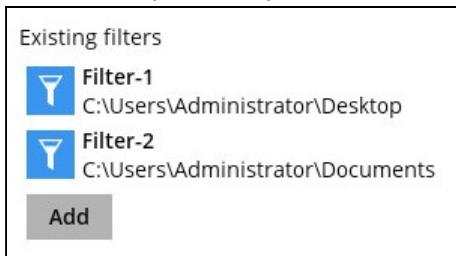 Existing filters
Filter-1
C:\Users\Administrator\Desktop
Filter-2
C:\Users\Administrator\Documents
Add